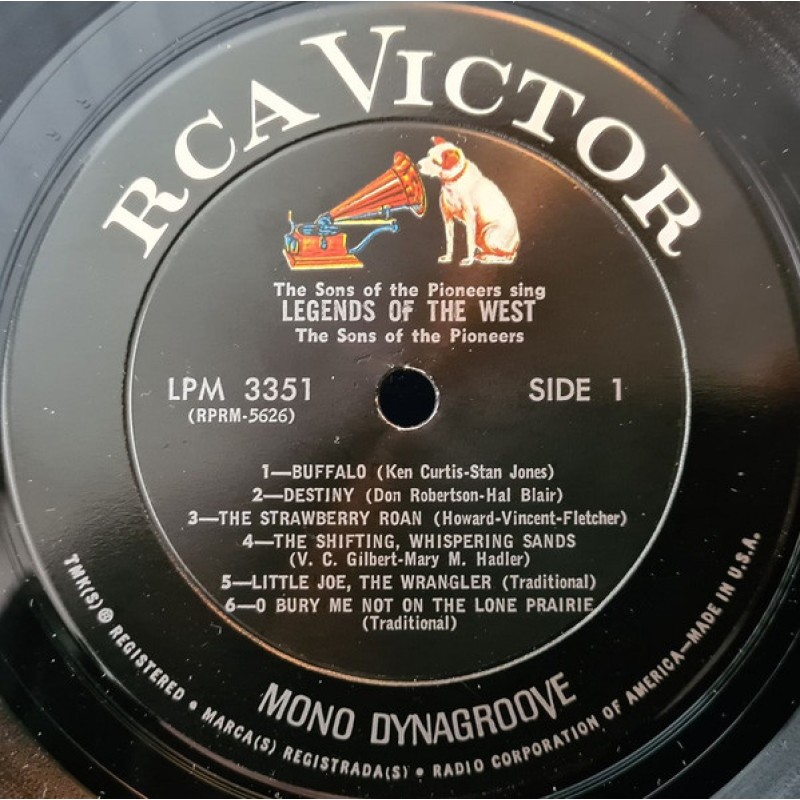 RCA VICTOR
The Sons of the Pioneers sing
LEGENDS OF THE WEST
The Sons of the Pioneers
LPM 3351
SIDE 1
(RPRM-5626)
1—BUFFALO (Ken Curtis-Stan Jones)
2—DESTINY (Don Robertson-Hal Blair)
3—THE STRAWBERRY ROAN (Howard-Vincent-Fletcher)
4—THE SHIFTING, WHISPERING SANDS
(V. C. Gilbert-Mary M. Hadler)
5—LITTLE JOE, THE WRANGLER (Traditional)
6—O BURY ME NOT ON THE LONE PRAIRIE
(Traditional)
MONO DYNAGROOVE
TMK(S) ® REGISTERED • MARCA(S) REGISTRADA(S) • RADIO CORPORATION OF AMERICA—MADE IN U.S.A.